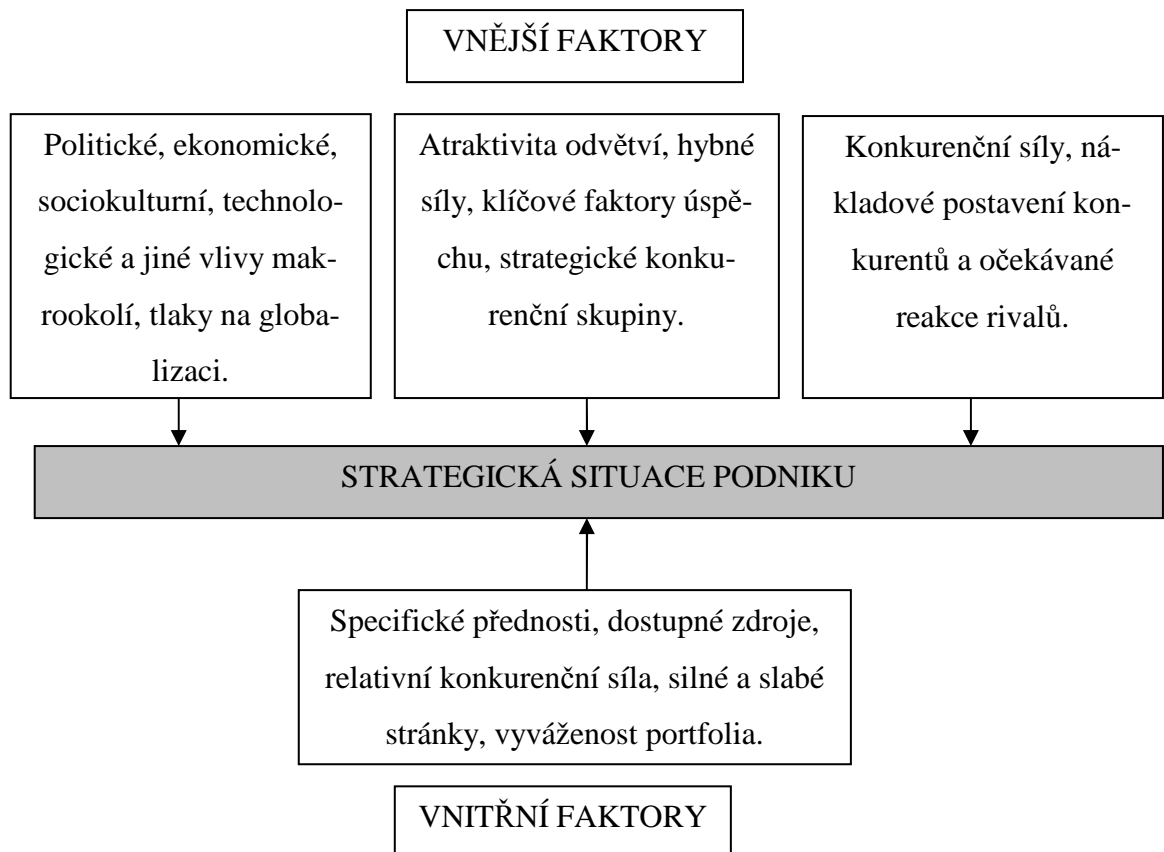 VNĚJŠÍ FAKTORY
Politické, ekonomické,
sociokulturní, technolo-
gické a jiné vlivy mak-
rookolí, tlaky na globa-
lizaci.
Atraktivita odvětví, hybné
síly, klíčové faktory úspě-
chu, strategické konku-
renční skupiny.
Konkurenční síly, ná-
kladové postavení kon-
kurentů a očekávané
reakce rivalů.
STRATEGICKÁ SITUACE PODNIKU
Specifické přednosti, dostupné zdroje,
relativní konkurenční síla, silné a slabé
stránky, vyváženost portfolia.
VNITŘNÍ FAKTORY